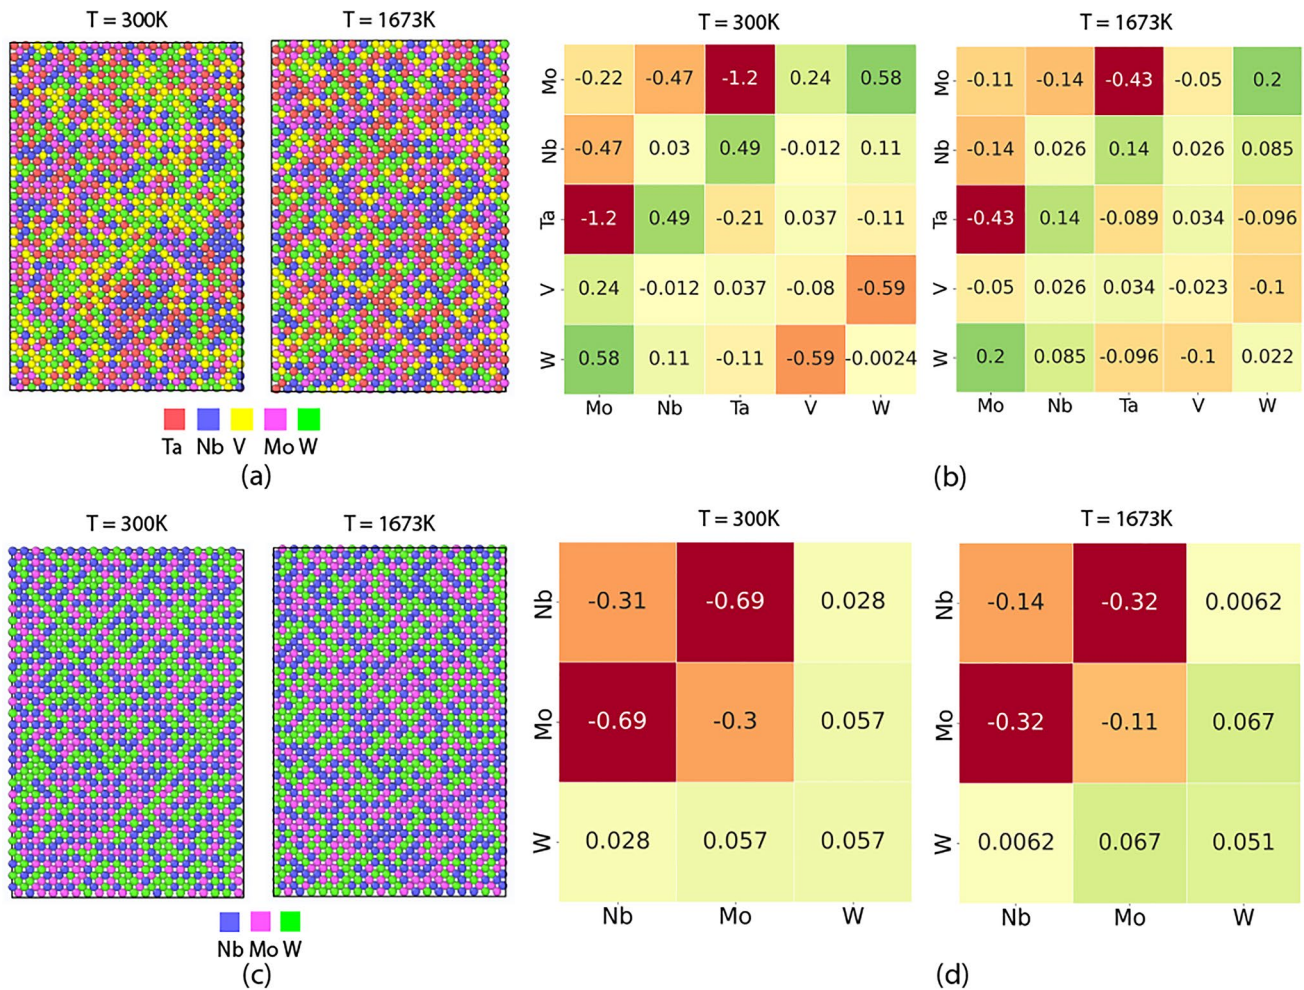 T = 300K T = 1673K
Ta Nb V Mo W
(a)
T = 300K
Mo -0.22 -0.47 -1.2 0.24 0.58
Nb -0.47 0.03 0.49 -0.012 0.11
Ta -1.2 0.49 -0.21 0.037 -0.11
V 0.24 -0.012 0.037 -0.08 -0.59
W 0.58 0.11 -0.11 -0.59 -0.0024
Mo Nb Ta V W
T = 1673K
Mo -0.11 -0.14 -0.43 -0.05 0.2
Nb -0.14 0.026 0.14 0.026 0.085
Ta -0.43 0.14 -0.089 0.034 -0.096
V -0.05 0.026 0.034 -0.023 -0.1
W 0.2 0.085 -0.096 -0.1 0.022
Mo Nb Ta V W
(b)
T = 300K T = 1673K
Nb Mo W
(c)
T = 300K
Nb -0.31 -0.69 0.028
Mo -0.69 -0.3 0.057
W 0.028 0.057 0.057
Nb Mo W
T = 1673K
Nb -0.14 -0.32 0.0062
Mo -0.32 -0.11 0.067
W 0.0062 0.067 0.051
Nb Mo W
(d)